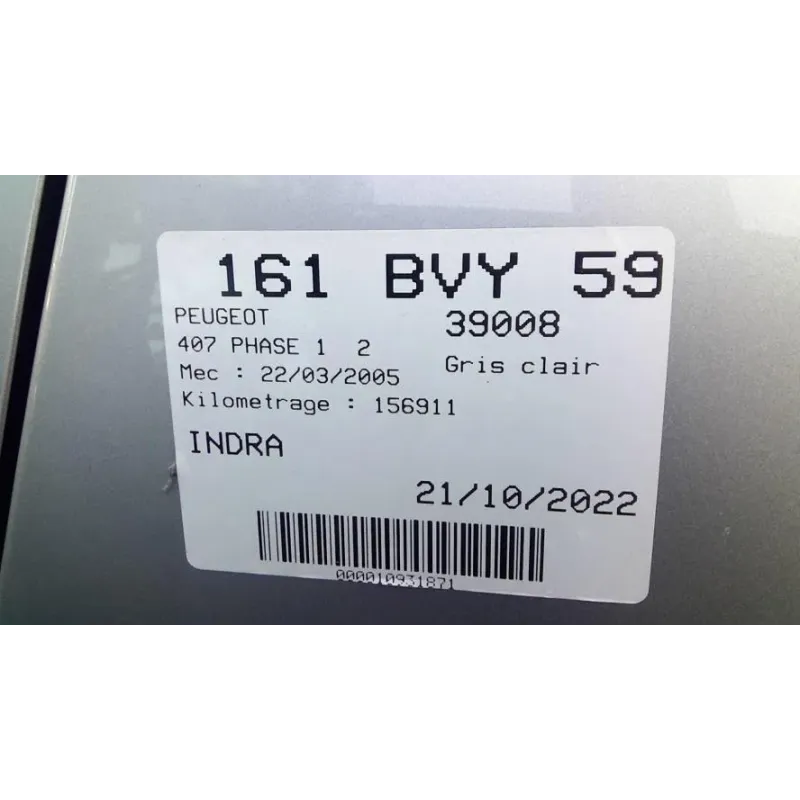 161 BVY 59
PEUGEOT 39008
407 PHASE 1 2
Gris clair
Mec : 22/03/2005
Kilometrage : 156911
INDRA
21/10/2022
000010931871